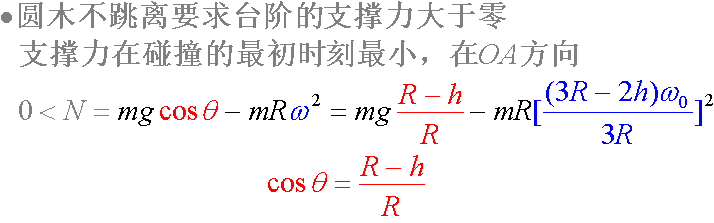 •圆木不跳离要求台阶的支撑力大于零
支撑力在碰撞的最初时刻最小，在OA方向
0 < N = mg cos θ − mRω² = mg (R − h)/R − mR[(3R − 2h)ω₀/3R]²
cos θ = (R − h)/R